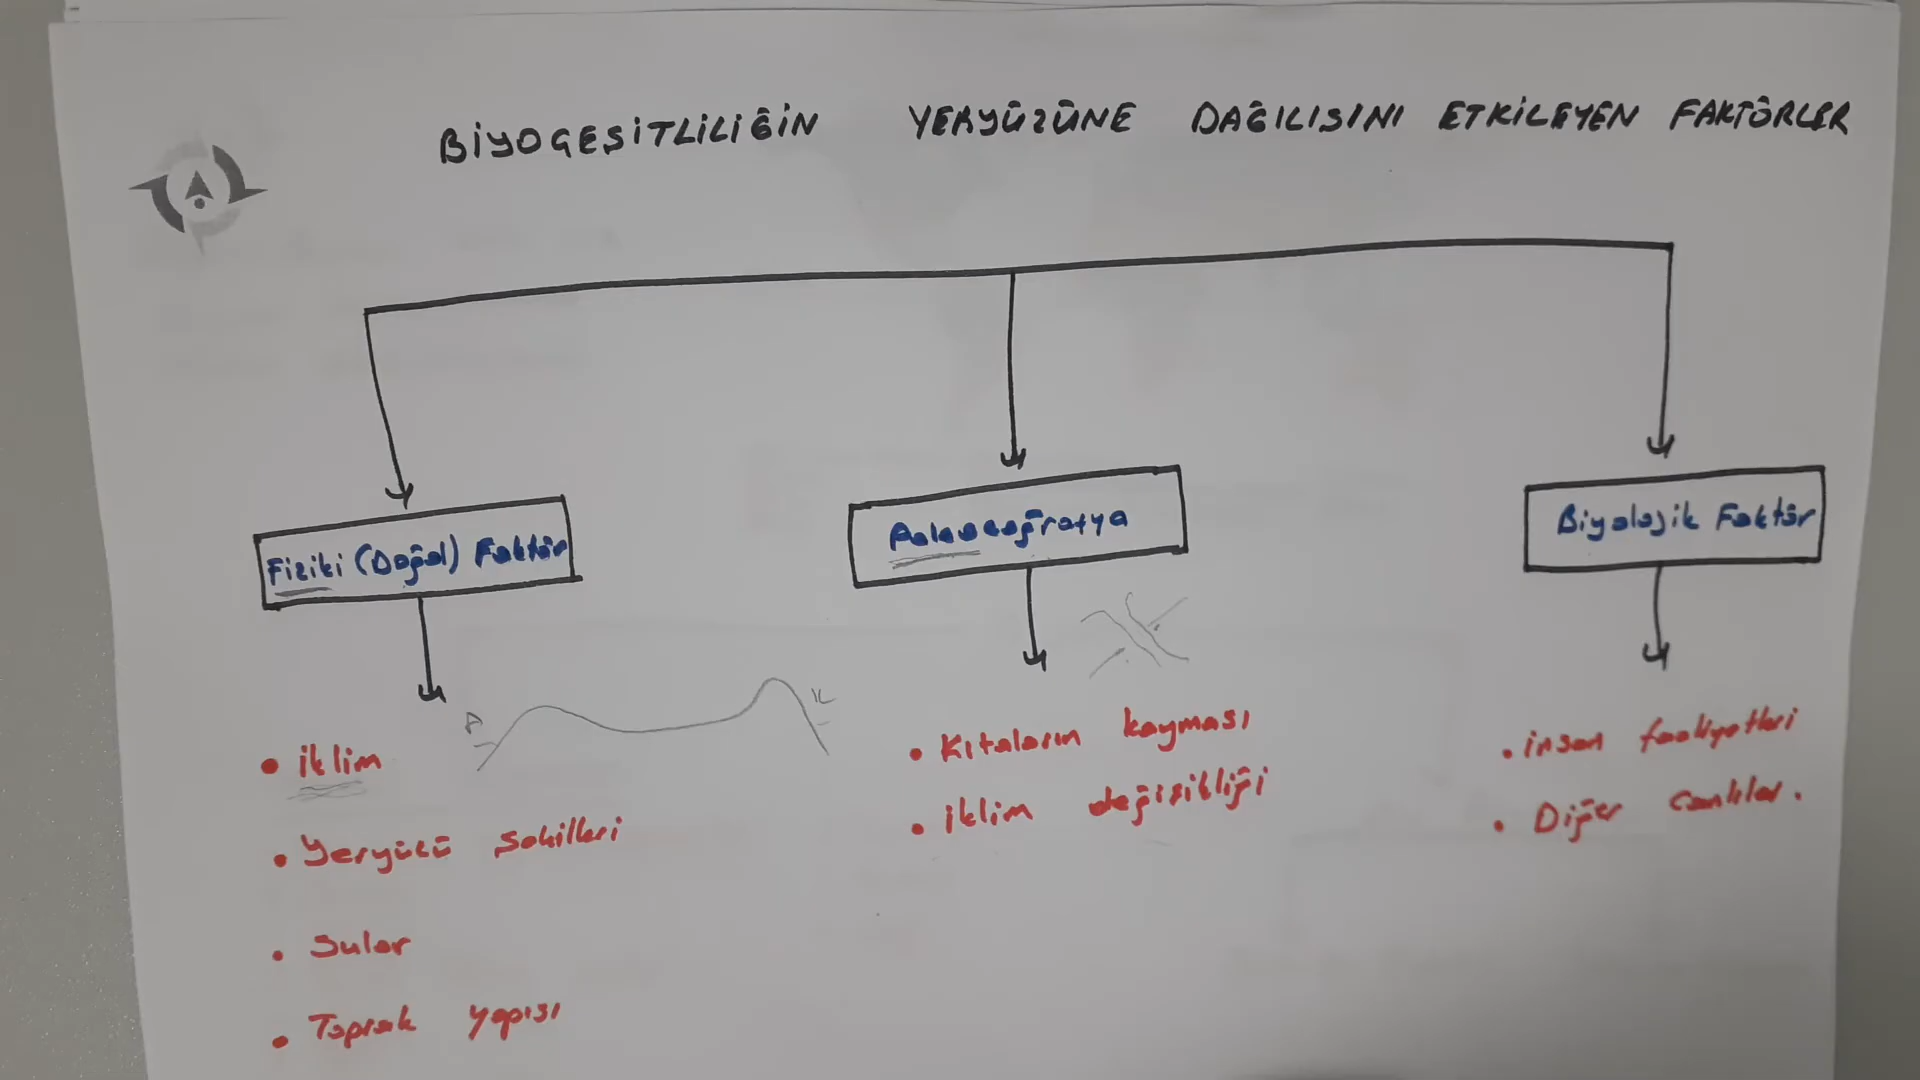 BİYOÇEŞİTLİLİĞİN YERYÜZÜNE DAĞILIŞINI ETKİLEYEN FAKTÖRLER
Fiziki (Doğal) Faktör
Paleocoğrafya
Biyolojik Faktör
• iklim
• Yeryüzü şekilleri
• Sular
• Toprak yapısı
• Kıtaların kayması
• iklim değişikliği
• insan faaliyetleri
• Diğer canlılar.